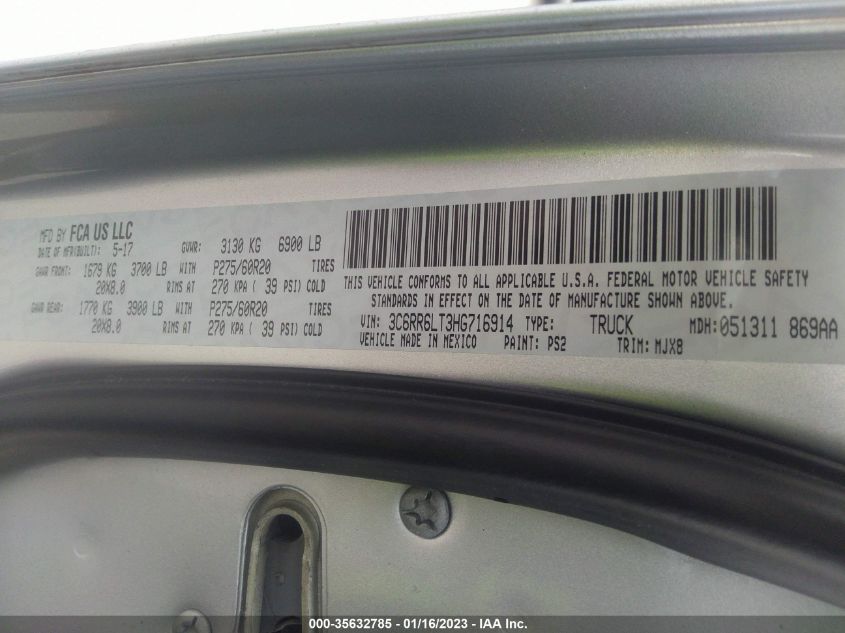 MFD BY FCA US LLC
DATE OF MFR(BUILT): 5-17 GVWR: 3130 KG 6900 LB
GAWR FRONT: 1679 KG 3700 LB WITH P275/60R20 TIRES
20X8.0 RIMS AT 270 KPA ( 39 PSI) COLD
GAWR REAR: 1770 KG 3900 LB WITH P275/60R20 TIRES
20X8.0 RIMS AT 270 KPA ( 39 PSI) COLD
THIS VEHICLE CONFORMS TO ALL APPLICABLE U.S.A. FEDERAL MOTOR VEHICLE SAFETY
STANDARDS IN EFFECT ON THE DATE OF MANUFACTURE SHOWN ABOVE.
VIN: 3C6RR6LT3HG716914 TYPE: TRUCK MDH:051311 869AA
VEHICLE MADE IN MEXICO PAINT: PS2 TRIM: MJX8
000-35632785 - 01/16/2023 - IAA Inc.